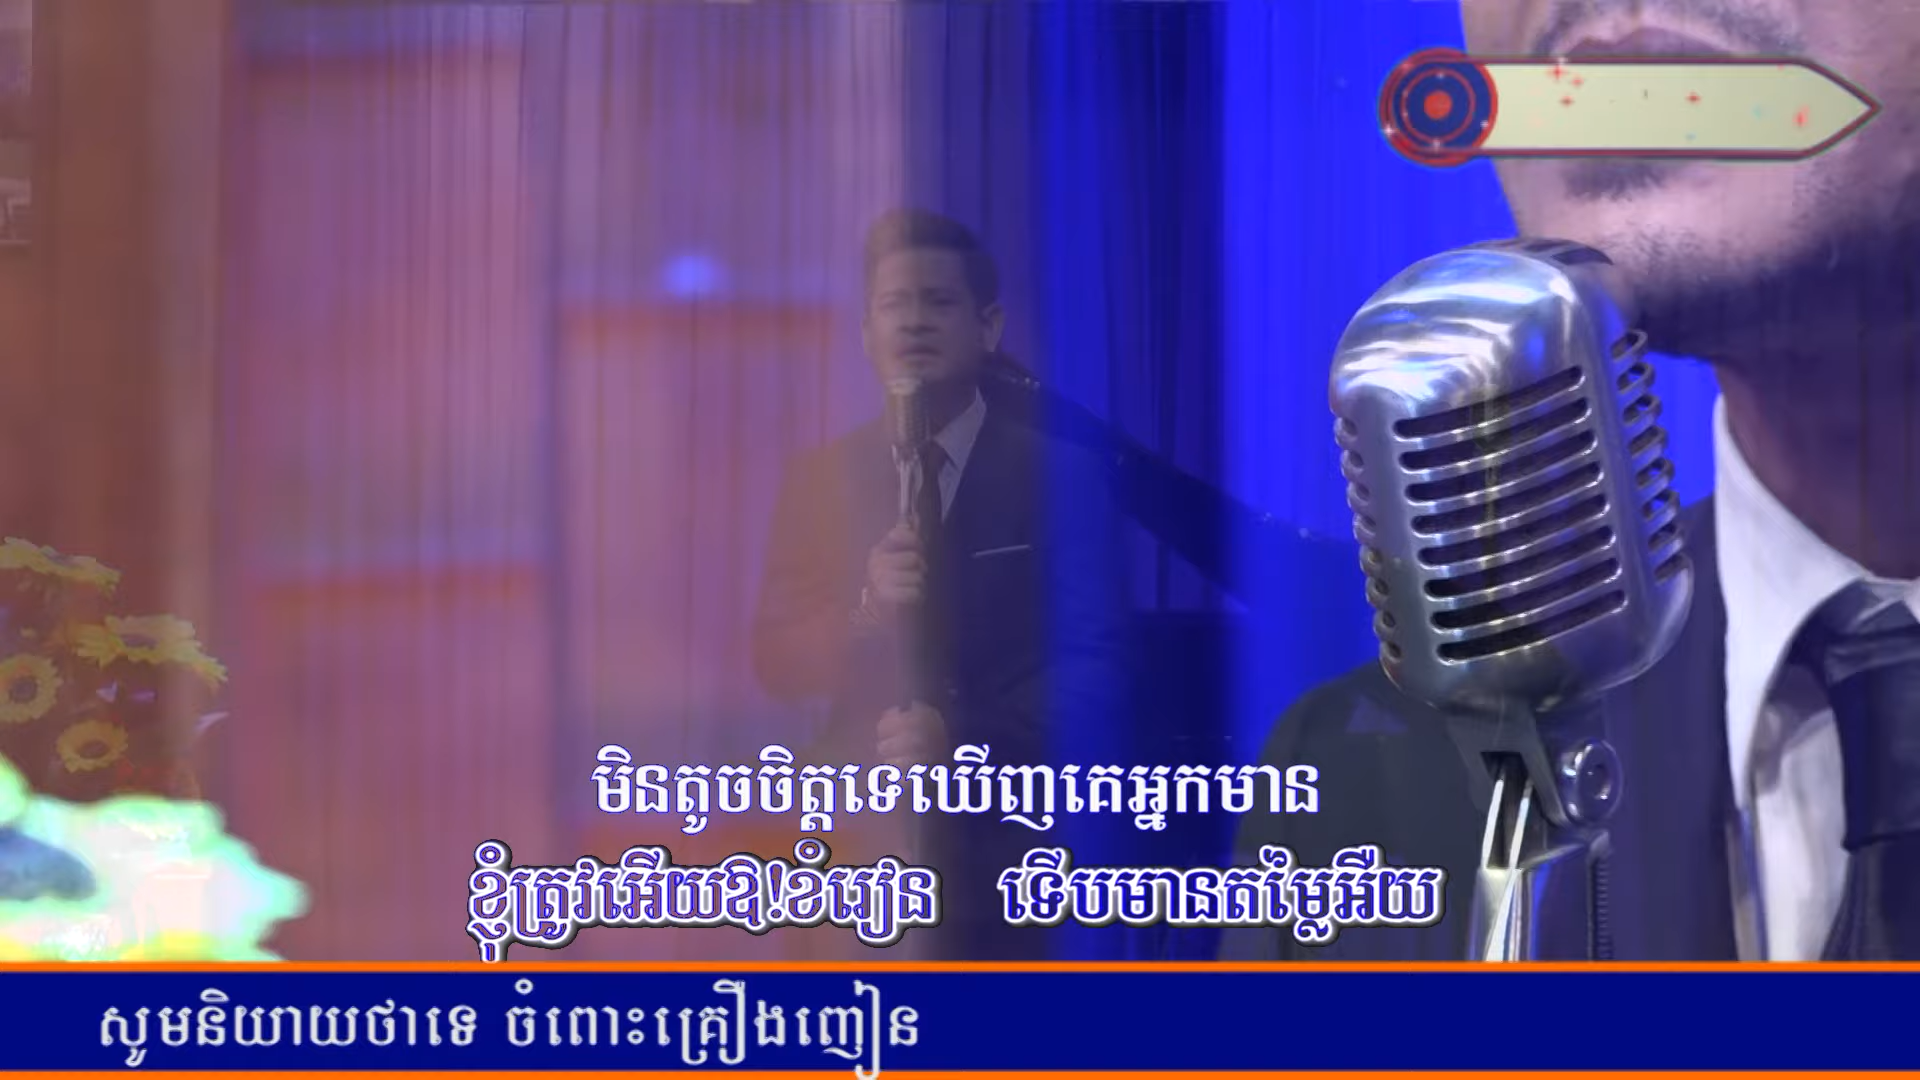 មិនតូចចិត្តទេឃើញគេអ្នកមាន
ខ្ញុំត្រូវអើយឱ!ខំរៀន ទើបមានតម្លៃអើយ
សូមនិយាយថាទេ ចំពោះគ្រឿងញៀន